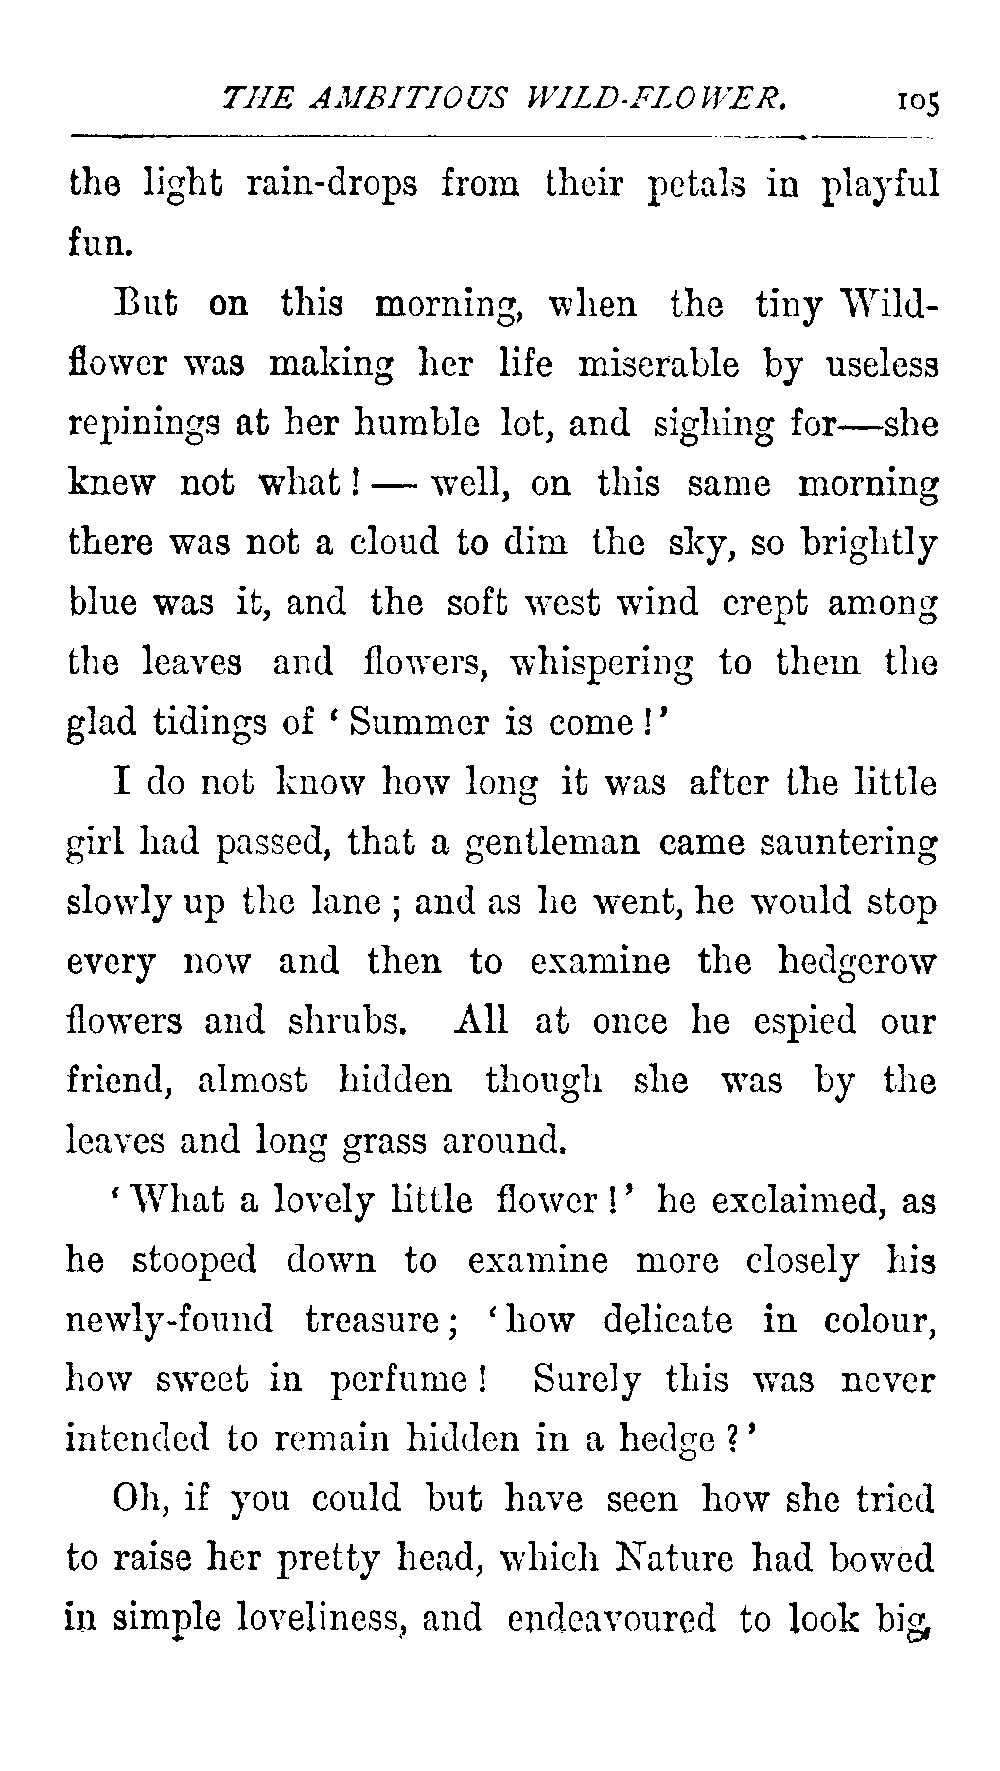 THE AMBITIOUS WILD-FLOWER. 105
the light rain-drops from their petals in playful
fun.
But on this morning, when the tiny Wild-
flower was making her life miserable by useless
repinings at her humble lot, and sighing for—she
knew not what! — well, on this same morning
there was not a cloud to dim the sky, so brightly
blue was it, and the soft west wind crept among
the leaves and flowers, whispering to them the
glad tidings of ‘Summer is come!’
I do not know how long it was after the little
girl had passed, that a gentleman came sauntering
slowly up the lane; and as he went, he would stop
every now and then to examine the hedgerow
flowers and shrubs. All at once he espied our
friend, almost hidden though she was by the
leaves and long grass around.
‘What a lovely little flower!’ he exclaimed, as
he stooped down to examine more closely his
newly-found treasure; ‘how delicate in colour,
how sweet in perfume! Surely this was never
intended to remain hidden in a hedge?’
Oh, if you could but have seen how she tried
to raise her pretty head, which Nature had bowed
in simple loveliness, and endeavoured to look big,